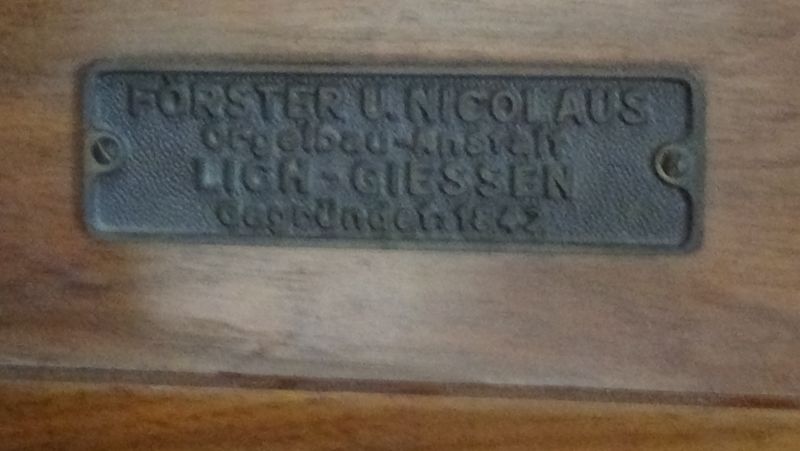 FÖRSTER U. NICOLAUS
Orgelbau-Anstalt
LICH-GIESSEN
Gegründet: 1842